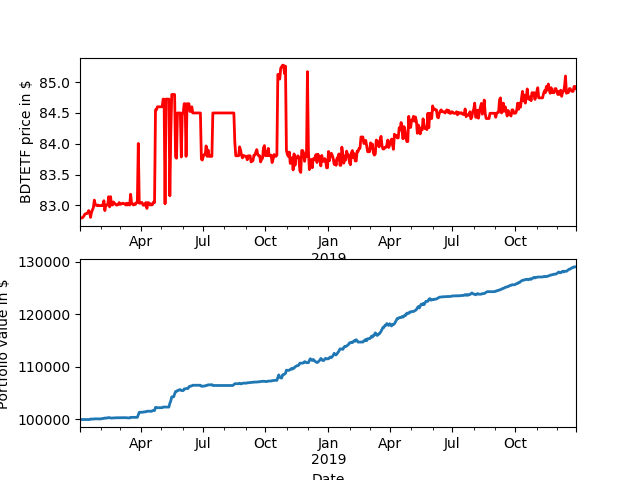 BDTETF price in $
85.0
84.5
84.0
83.5
83.0
Apr
Jul
Oct
Jan
Apr
Jul
Oct
2019
Portfolio value in $
130000
120000
110000
100000
Apr
Jul
Oct
Jan
Apr
Jul
Oct
2019
Date